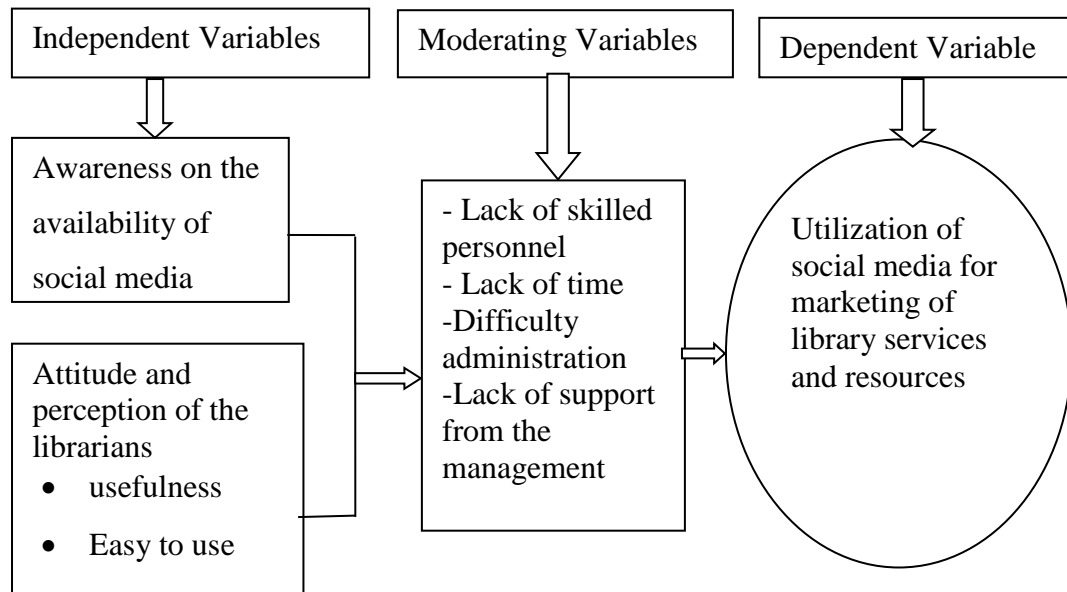 Independent Variables
Moderating Variables
Dependent Variable
Awareness on the
availability of
social media
Attitude and
perception of the
librarians
• usefulness
• Easy to use
- Lack of skilled
personnel
- Lack of time
-Difficulty
administration
-Lack of support
from the
management
Utilization of
social media for
marketing of
library services
and resources